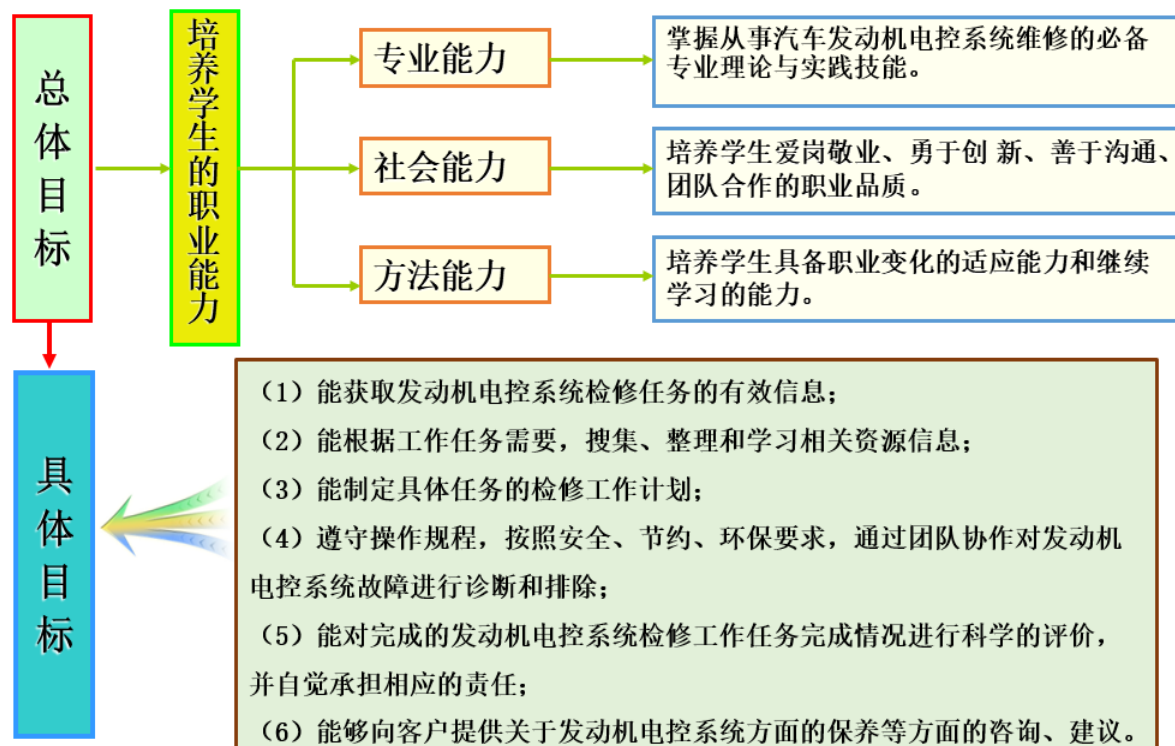 总体目标
培养学生的职业能力
专业能力
掌握从事汽车发动机电控系统维修的必备
专业理论与实践技能。
社会能力
培养学生爱岗敬业、勇于创 新、善于沟通、
团队合作的职业品质。
方法能力
培养学生具备职业变化的适应能力和继续
学习的能力。
具体目标
（1）能获取发动机电控系统检修任务的有效信息；
（2）能根据工作任务需要，搜集、整理和学习相关资源信息；
（3）能制定具体任务的检修工作计划；
（4）遵守操作规程，按照安全、节约、环保要求，通过团队协作对发动机
电控系统故障进行诊断和排除；
（5）能对完成的发动机电控系统检修工作任务完成情况进行科学的评价，
并自觉承担相应的责任；
（6）能够向客户提供关于发动机电控系统方面的保养等方面的咨询、建议。